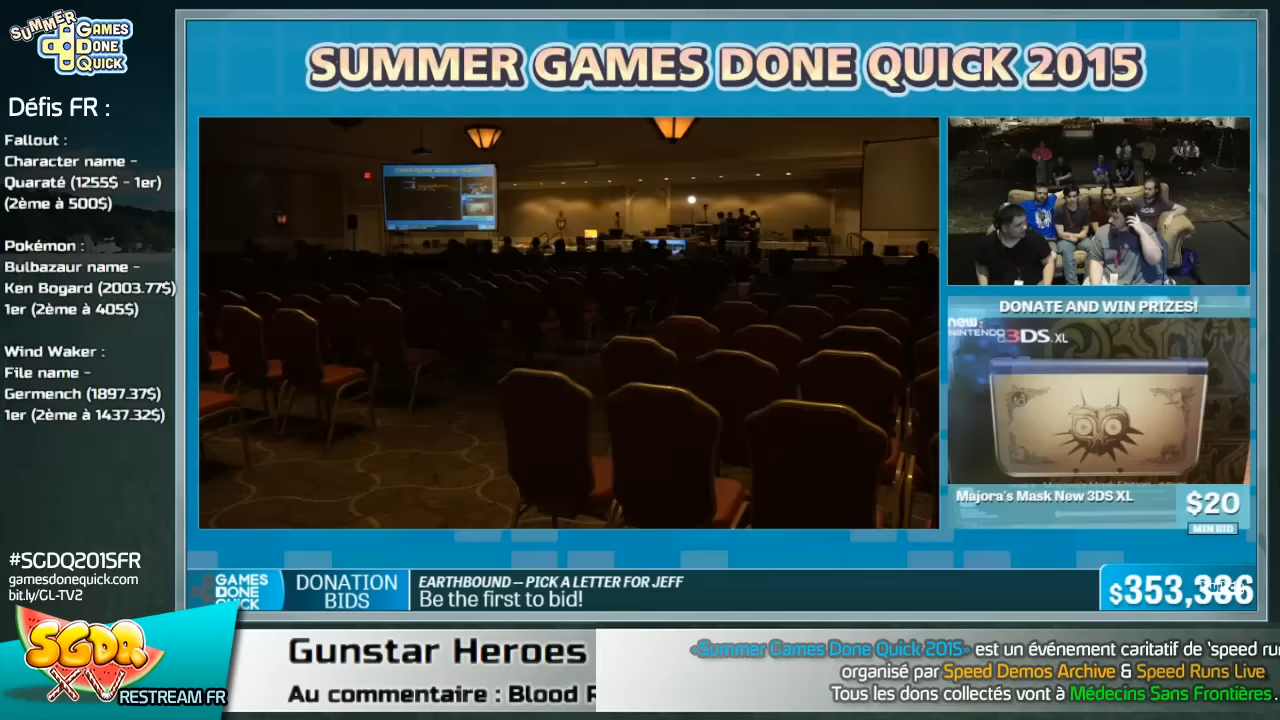 SUMMER
GAMES
DONE
QUICK
Défis FR :
Fallout :
Character name -
Quaraté (1255$ - 1er)
(2ème à 500$)
Pokémon :
Bulbazaur name -
Ken Bogard (2003.77$)
1er (2ème à 405$)
Wind Waker :
File name -
Germench (1897.37$)
1er (2ème à 1437.32$)
#SGDQ2015FR
gamesdonequick.com
bit.ly/GL-TV2
SGDQ
RESTREAM FR
SUMMER GAMES DONE QUICK 2015
DONATE AND WIN PRIZES!
new
NINTENDO 3DS XL
Majora's Mask New 3DS XL
$20
MIN BID
GAMES
DONE
QUICK
DONATION
BIDS
EARTHBOUND -- PICK A LETTER FOR JEFF
Be the first to bid!
$353,386
Gunstar Heroes
Au commentaire : Blood
«Summer Games Done Quick 2015» est un événement caritatif de 'speed
organisé par Speed Demos Archive & Speed Runs Live
Tous les dons collectés vont à Médecins Sans Frontières.